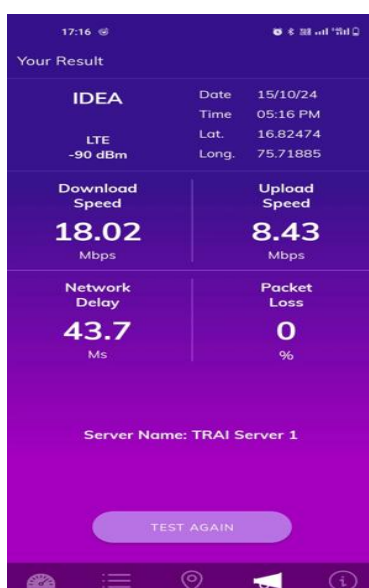 17:16
Your Result
IDEA
LTE
-90 dBm
Date 15/10/24
Time 05:16 PM
Lat. 16.82474
Long. 75.71885
Download Speed
18.02
Mbps
Upload Speed
8.43
Mbps
Network Delay
43.7
Ms
Packet Loss
0
%
Server Name: TRAI Server 1
TEST AGAIN